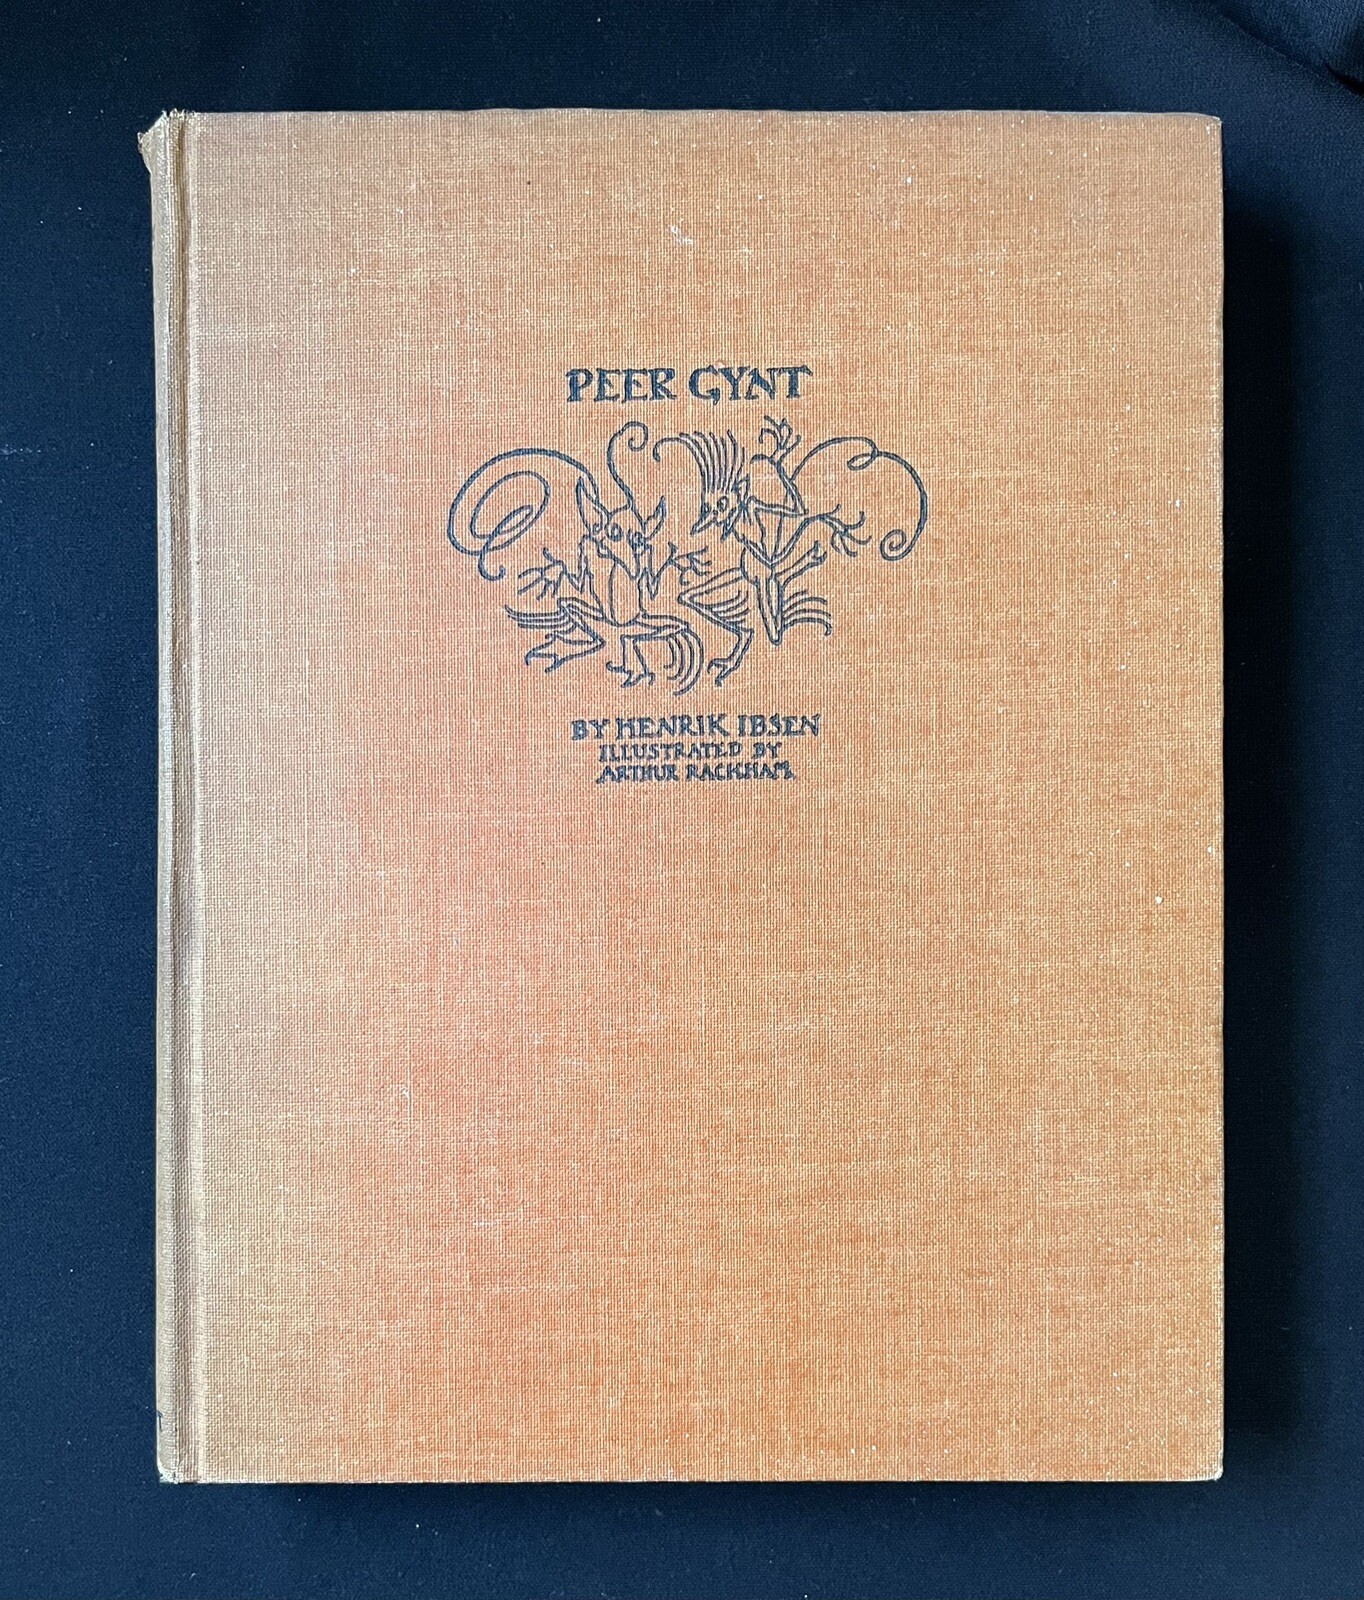 PEER GYNT
BY HENRIK IBSEN
ILLUSTRATED BY
ARTHUR RACKHAM